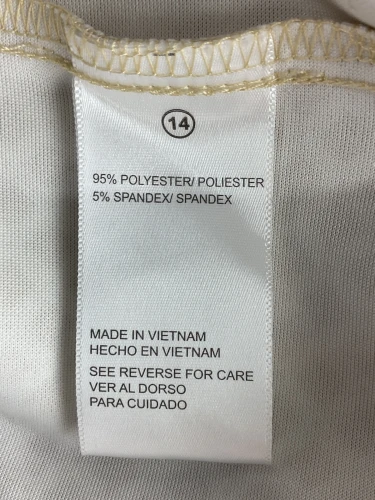 14
95% POLYESTER/ POLIESTER
5% SPANDEX/ SPANDEX
MADE IN VIETNAM
HECHO EN VIETNAM
SEE REVERSE FOR CARE
VER AL DORSO
PARA CUIDADO